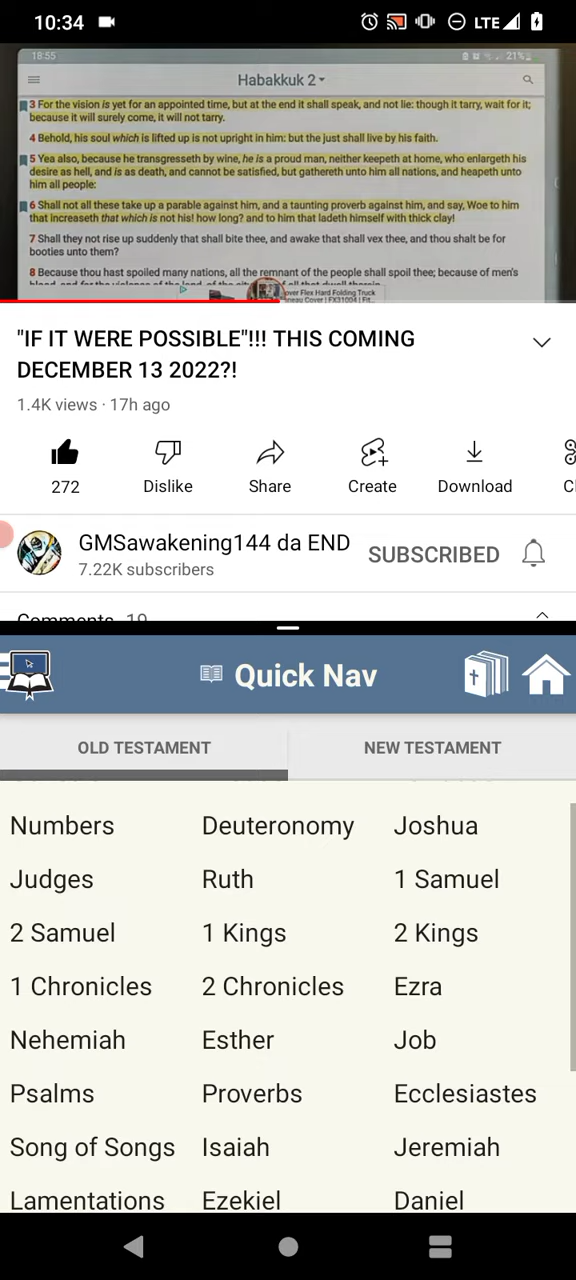 10:34
LTE
18:55
21%
Habakkuk 2
3 For the vision is yet for an appointed time, but at the end it shall speak, and not lie: though it tarry, wait for it;
because it will surely come, it will not tarry.
4 Behold, his soul which is lifted up is not upright in him: but the just shall live by his faith.
5 Yea also, because he transgresseth by wine, he is a proud man, neither keepeth at home, who enlargeth his
desire as hell, and is as death, and cannot be satisfied, but gathereth unto him all nations, and heapeth unto
him all people:
6 Shall not all these take up a parable against him, and a taunting proverb against him, and say, Woe to him
that increaseth that which is not his! how long? and to him that ladeth himself with thick clay!
7 Shall they not rise up suddenly that shall bite thee, and awake that shall vex thee, and thou shalt be for
booties unto them?
8 Because thou hast spoiled many nations, all the remnant of the people shall spoil thee; because of men's
over Flex Hard Folding Truck
neau Cover | FX31004 | Fit...
"IF IT WERE POSSIBLE"!!! THIS COMING
DECEMBER 13 2022?!
1.4K views · 17h ago
272 Dislike Share Create Download
GMSawakening144 da END
7.22K subscribers
SUBSCRIBED
Comments 19
Quick Nav
OLD TESTAMENT NEW TESTAMENT
Numbers Deuteronomy Joshua
Judges Ruth 1 Samuel
2 Samuel 1 Kings 2 Kings
1 Chronicles 2 Chronicles Ezra
Nehemiah Esther Job
Psalms Proverbs Ecclesiastes
Song of Songs Isaiah Jeremiah
Lamentations Ezekiel Daniel